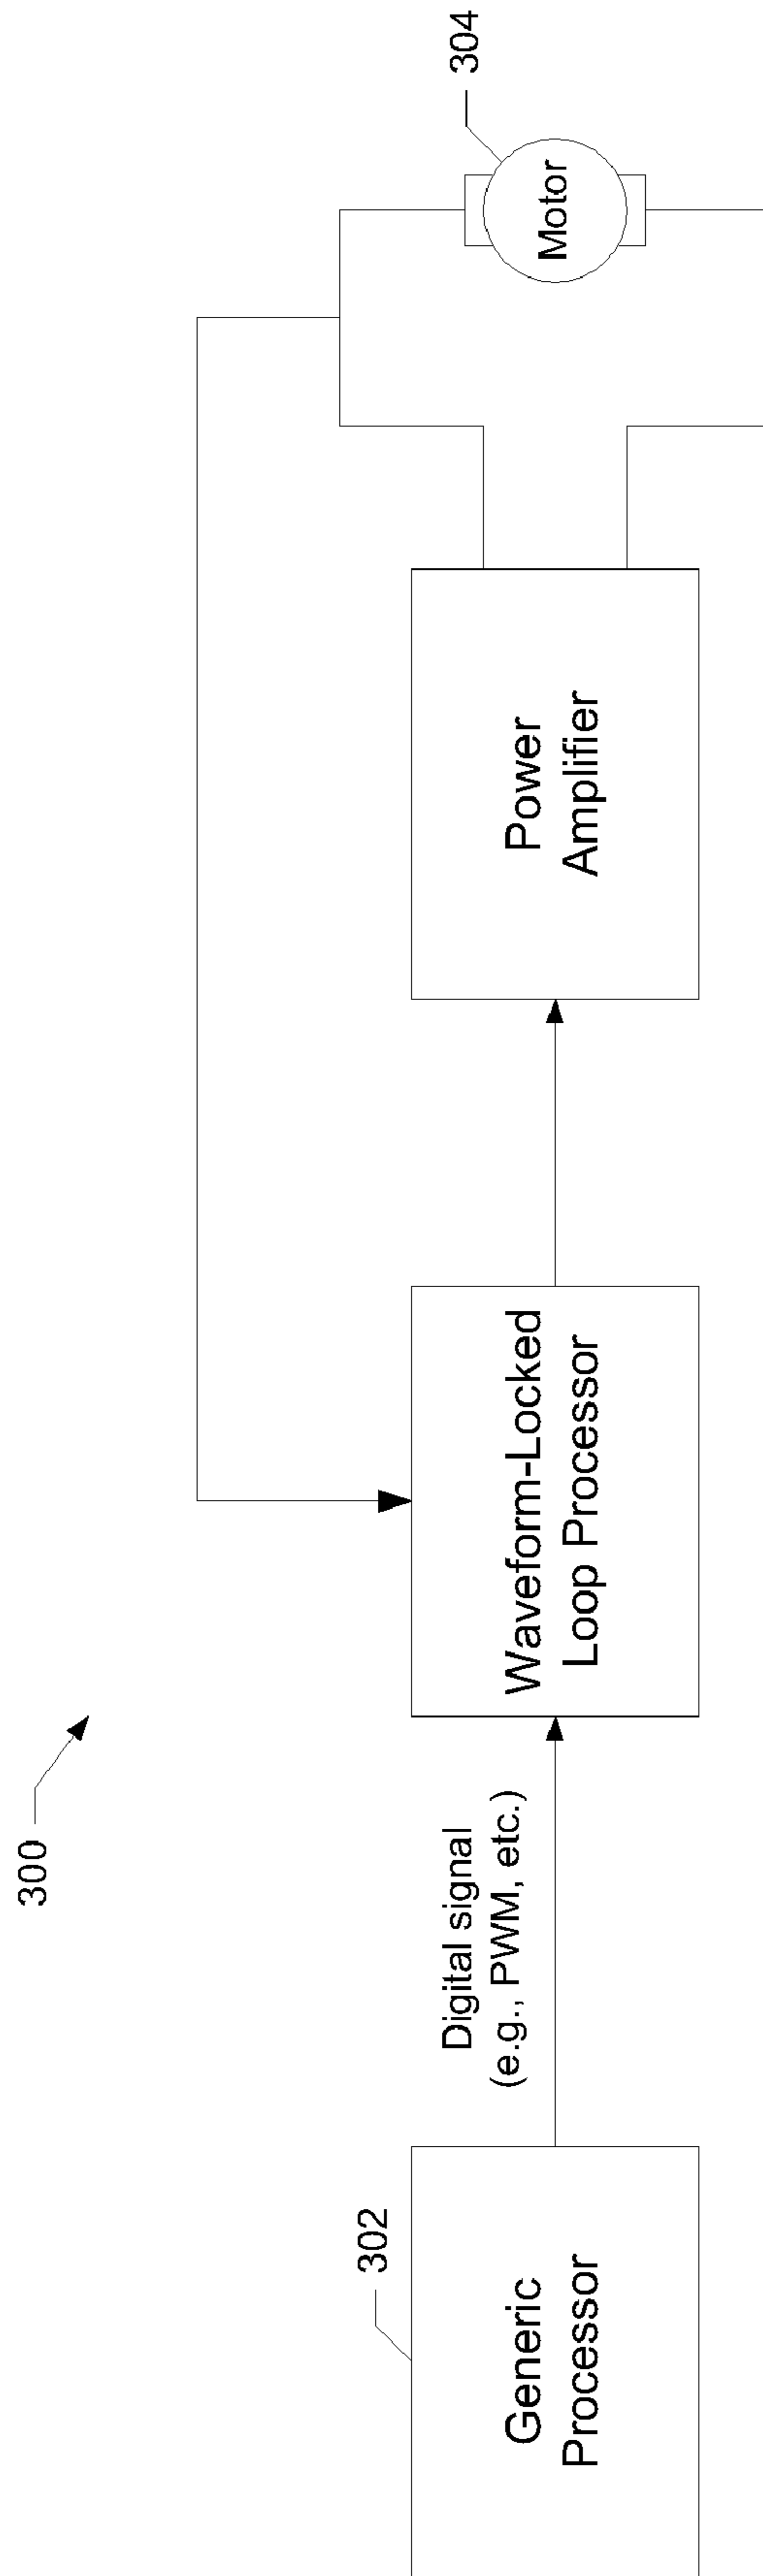 300
302
Generic
Processor
Digital signal
(e.g., PWM, etc.)
Waveform-Locked
Loop Processor
Power
Amplifier
Motor
304